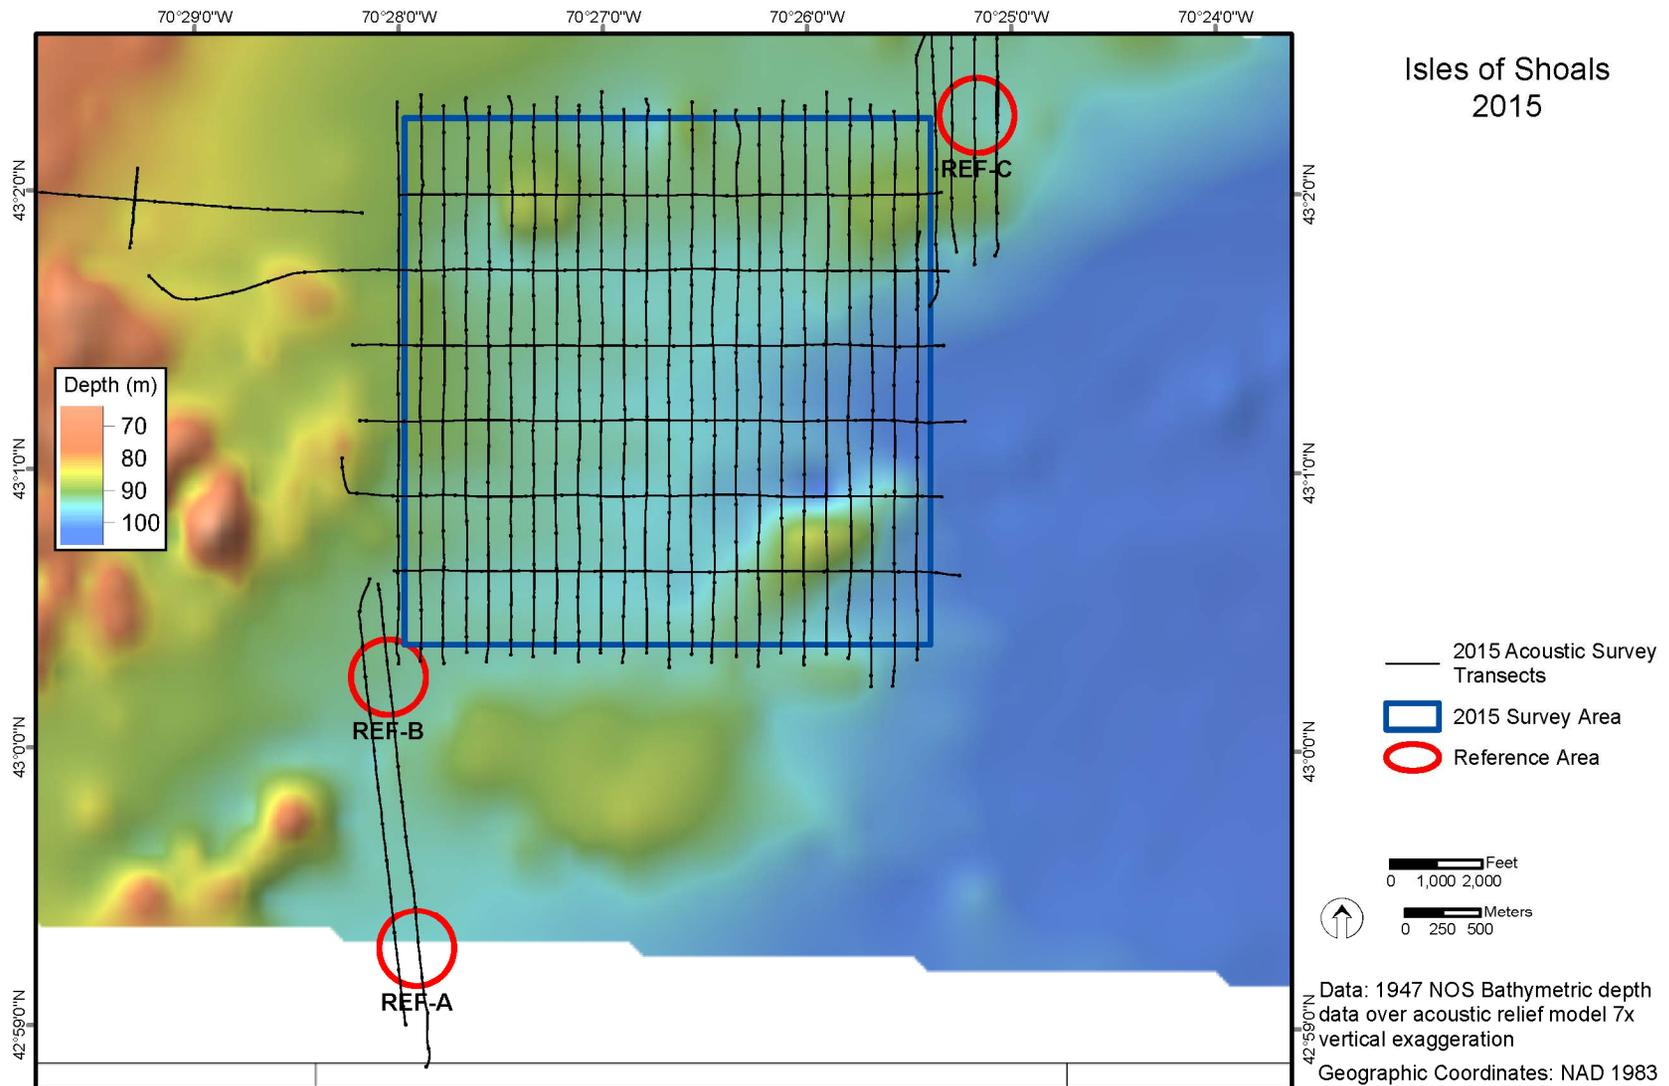 70°29'0"W 70°28'0"W 70°27'0"W 70°26'0"W 70°25'0"W 70°24'0"W
Isles of Shoals
2015
REF-C
43°2'0"N
43°2'0"N
Depth (m)
70
80
90
100
43°1'0"N
43°1'0"N
2015 Acoustic Survey
Transects
2015 Survey Area
Reference Area
REF-B
43°0'0"N
43°0'0"N
Feet
0 1,000 2,000
Meters
0 250 500
REF-A
42°59'0"N
42°59'0"N
Data: 1947 NOS Bathymetric depth
data over acoustic relief model 7x
vertical exaggeration
Geographic Coordinates: NAD 1983